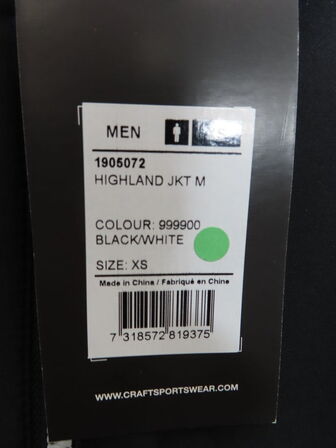 MEN
1905072
HIGHLAND JKT M
COLOUR: 999900
BLACK/WHITE
SIZE: XS
Made in China / Fabriqué en Chine
7 318572 819375
WWW.CRAFTSPORTSWEAR.COM